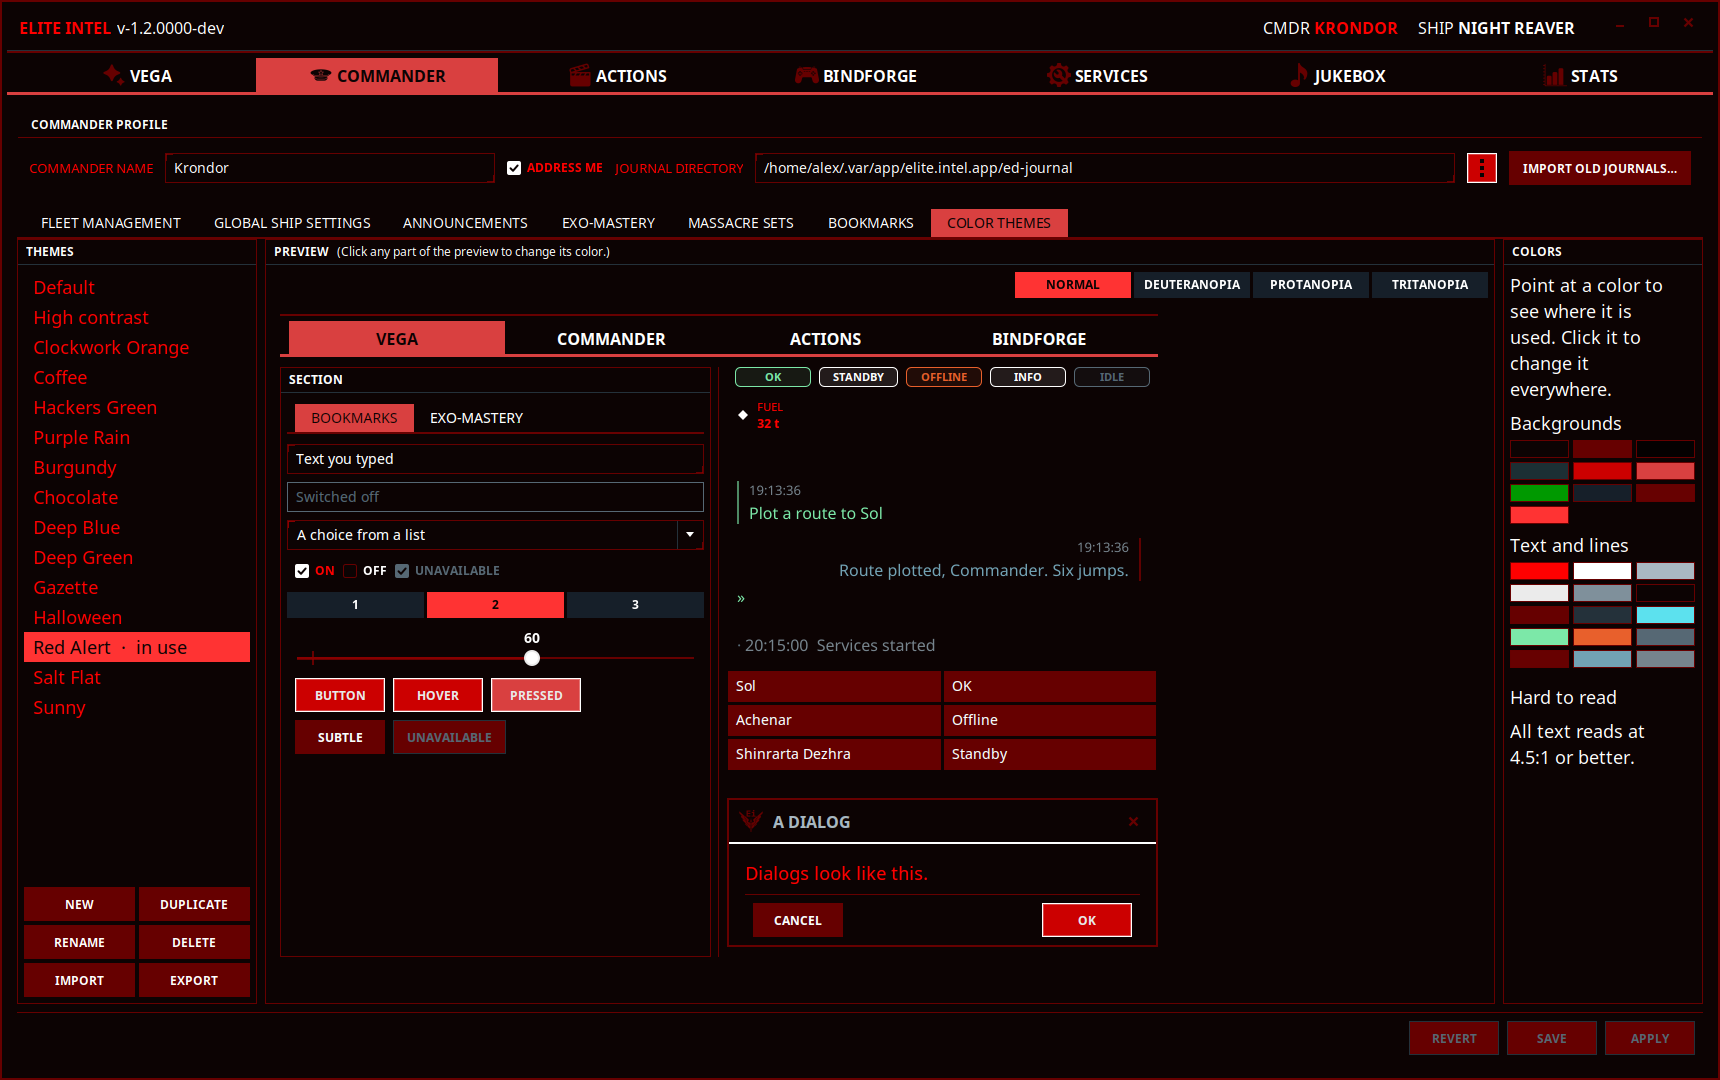 ELITE INTEL v-1.2.0000-dev
CMDR KRONDOR SHIP NIGHT REAVER
VEGA COMMANDER ACTIONS BINDFORGE SERVICES JUKEBOX STATS
COMMANDER PROFILE
COMMANDER NAME Krondor ADDRESS ME JOURNAL DIRECTORY /home/alex/.var/app/elite.intel.app/ed-journal IMPORT OLD JOURNALS...
FLEET MANAGEMENT GLOBAL SHIP SETTINGS ANNOUNCEMENTS EXO-MASTERY MASSACRE SETS BOOKMARKS COLOR THEMES
THEMES
Default
High contrast
Clockwork Orange
Coffee
Hackers Green
Purple Rain
Burgundy
Chocolate
Deep Blue
Deep Green
Gazette
Halloween
Red Alert · in use
Salt Flat
Sunny
NEW DUPLICATE
RENAME DELETE
IMPORT EXPORT
PREVIEW (Click any part of the preview to change its color.)
NORMAL DEUTERANOPIA PROTANOPIA TRITANOPIA
VEGA COMMANDER ACTIONS BINDFORGE
SECTION
BOOKMARKS EXO-MASTERY
Text you typed
Switched off
A choice from a list
ON OFF UNAVAILABLE
1 2 3
60
BUTTON HOVER PRESSED
SUBTLE UNAVAILABLE
OK STANDBY OFFLINE INFO IDLE
FUEL
32 t
19:13:36
Plot a route to Sol
19:13:36
Route plotted, Commander. Six jumps.
»
· 20:15:00 Services started
Sol OK
Achenar Offline
Shinrarta Dezhra Standby
A DIALOG
Dialogs look like this.
CANCEL OK
COLORS
Point at a color to
see where it is
used. Click it to
change it
everywhere.
Backgrounds
Text and lines
Hard to read
All text reads at
4.5:1 or better.
REVERT SAVE APPLY